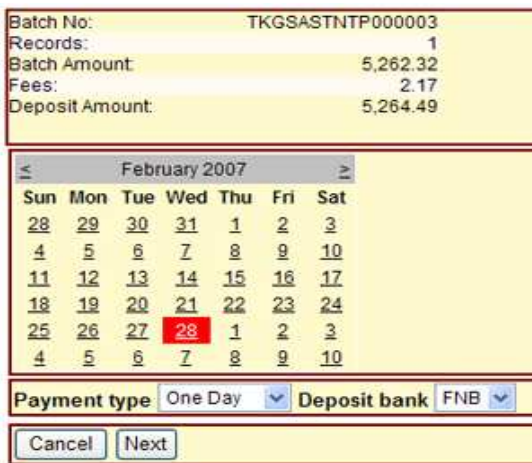 Batch No: TKGSASTNTP000003
Records: 1
Batch Amount: 5,262.32
Fees: 2.17
Deposit Amount: 5,264.49
< February 2007 >
Sun Mon Tue Wed Thu Fri Sat
28 29 30 31 1 2 3
4 5 6 7 8 9 10
11 12 13 14 15 16 17
18 19 20 21 22 23 24
25 26 27 28 1 2 3
4 5 6 7 8 9 10
Payment type One Day Deposit bank FNB
Cancel Next